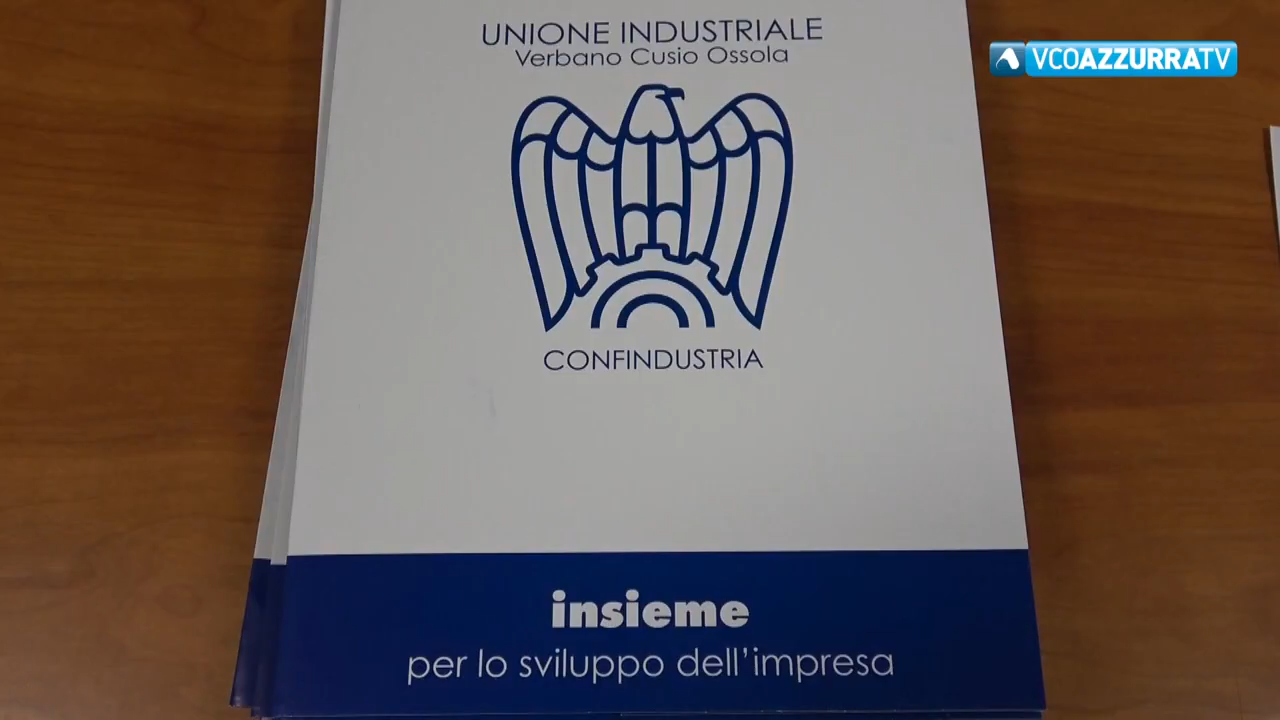 UNIONE INDUSTRIALE
Verbano Cusio Ossola
VCOAZZURRATV
CONFINDUSTRIA
insieme
per lo sviluppo dell'impresa